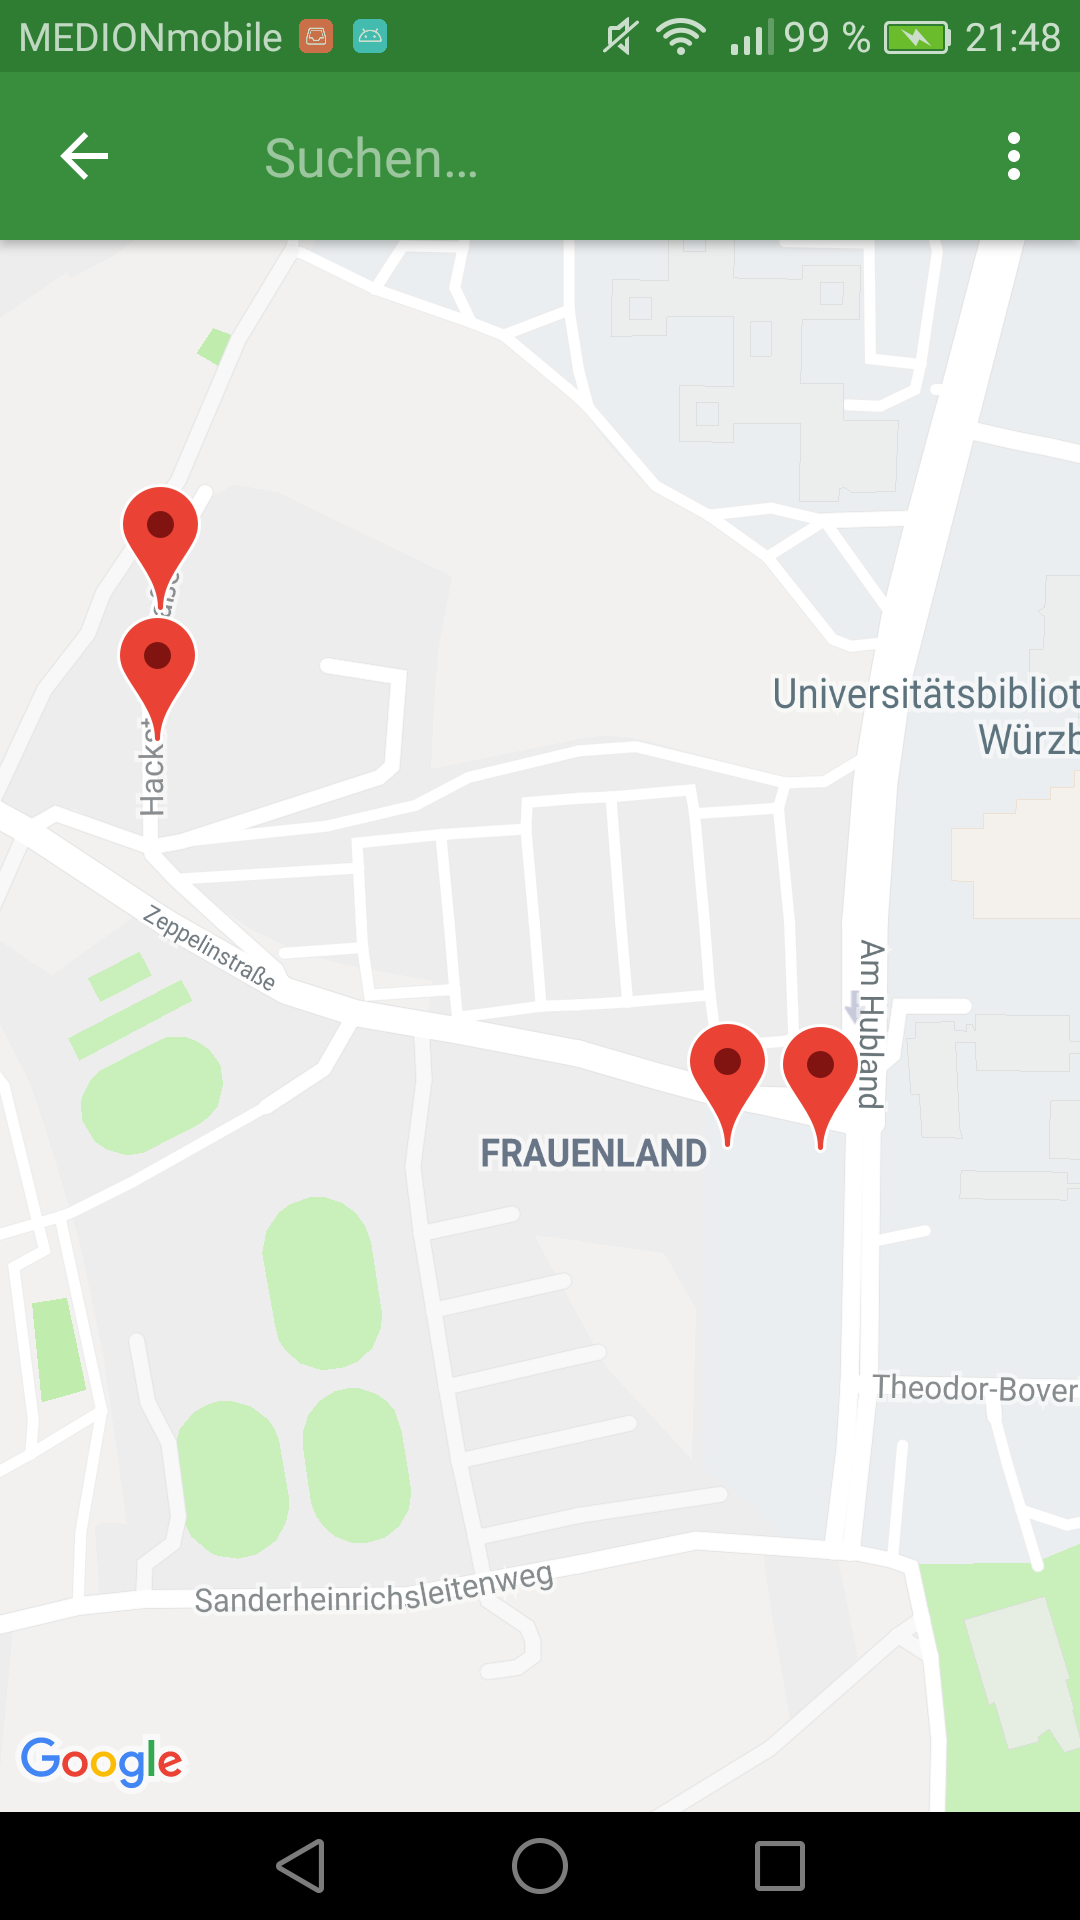 MEDIONmobile 99 % 21:48
Suchen...
Universitätsbibliot
Würzb
Zeppelinstraße
Am Hubland
FRAUENLAND
Theodor-Bover
Sanderheinrichsleitenweg
Google